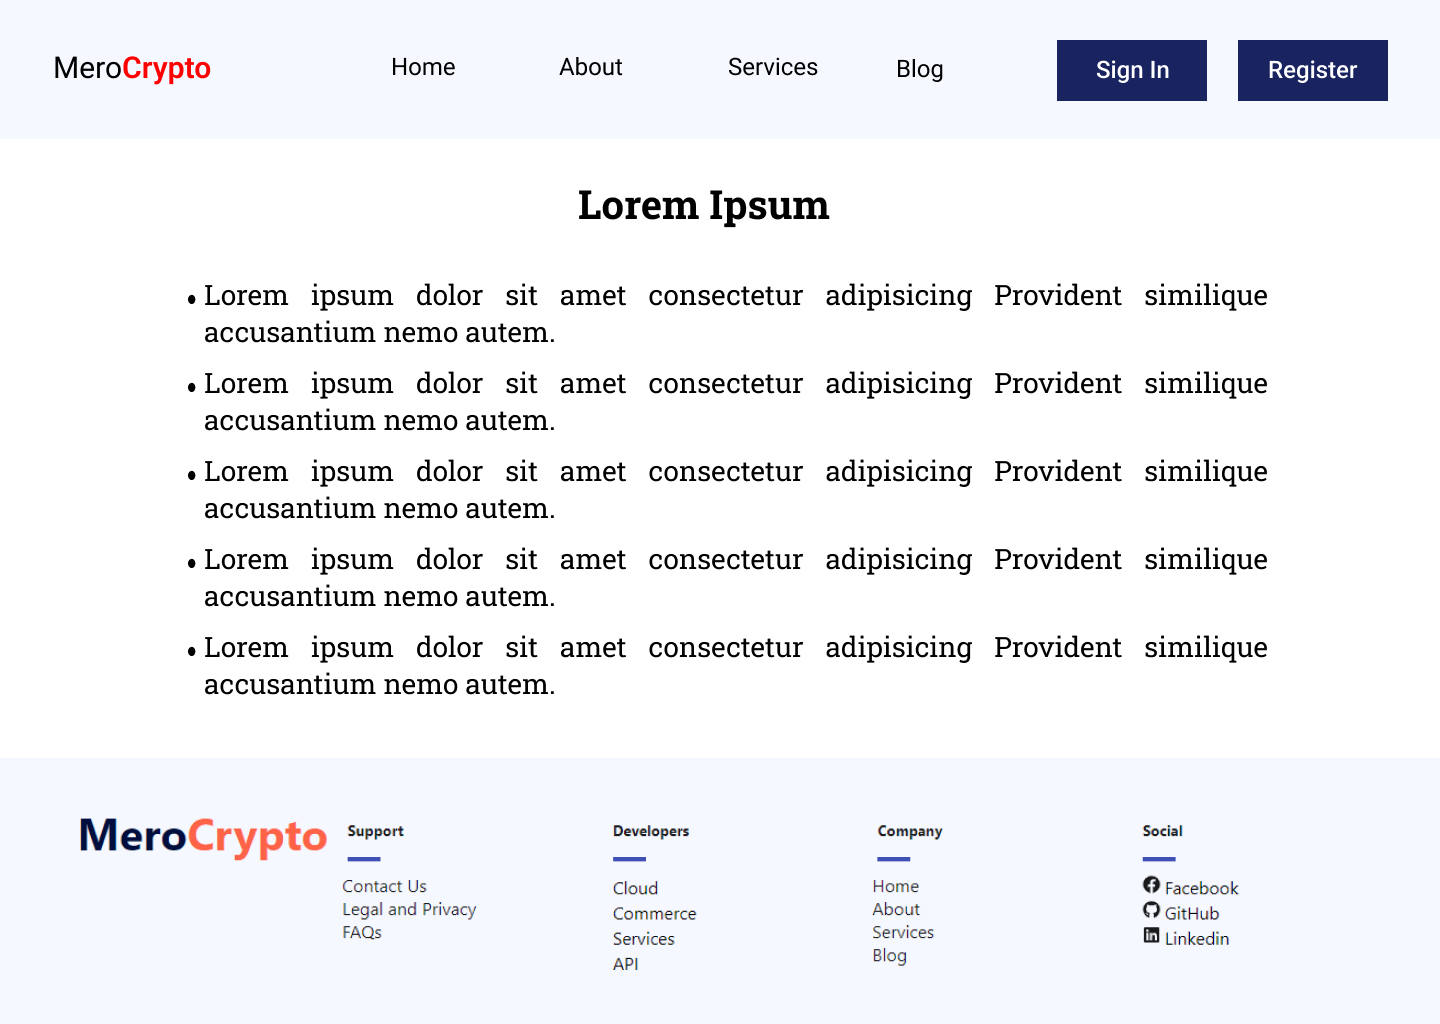 MeroCrypto Home About Services Blog Sign In Register
Lorem Ipsum
• Lorem ipsum dolor sit amet consectetur adipisicing Provident similique
accusantium nemo autem.
• Lorem ipsum dolor sit amet consectetur adipisicing Provident similique
accusantium nemo autem.
• Lorem ipsum dolor sit amet consectetur adipisicing Provident similique
accusantium nemo autem.
• Lorem ipsum dolor sit amet consectetur adipisicing Provident similique
accusantium nemo autem.
• Lorem ipsum dolor sit amet consectetur adipisicing Provident similique
accusantium nemo autem.
MeroCrypto
Support
Contact Us
Legal and Privacy
FAQs
Developers
Cloud
Commerce
Services
API
Company
Home
About
Services
Blog
Social
Facebook
GitHub
Linkedin